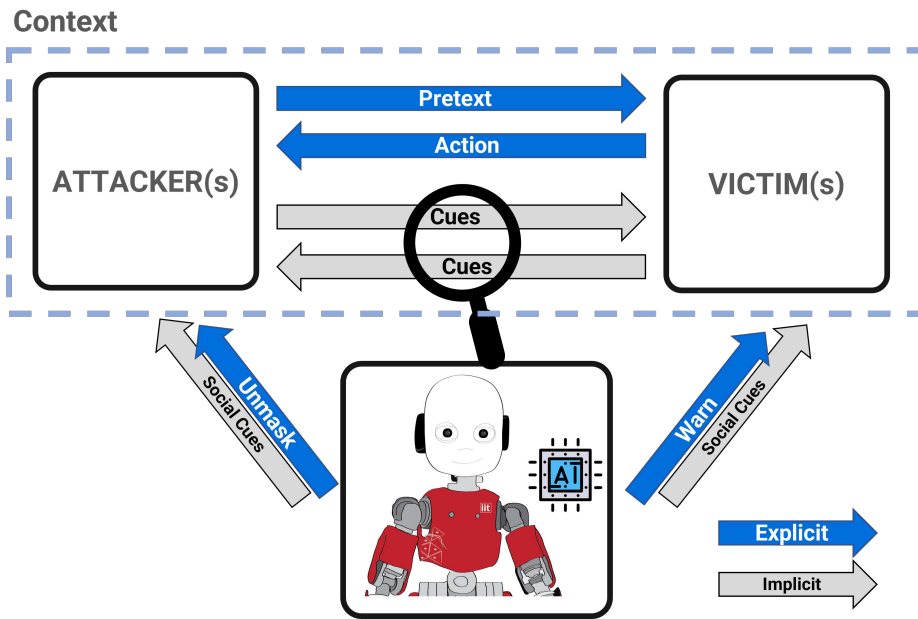 Context
ATTACKER(s)
Pretext
Action
Cues
Cues
VICTIM(s)
Social Cues
Unmask
Warn
Social Cues
iit
AI
Explicit
Implicit